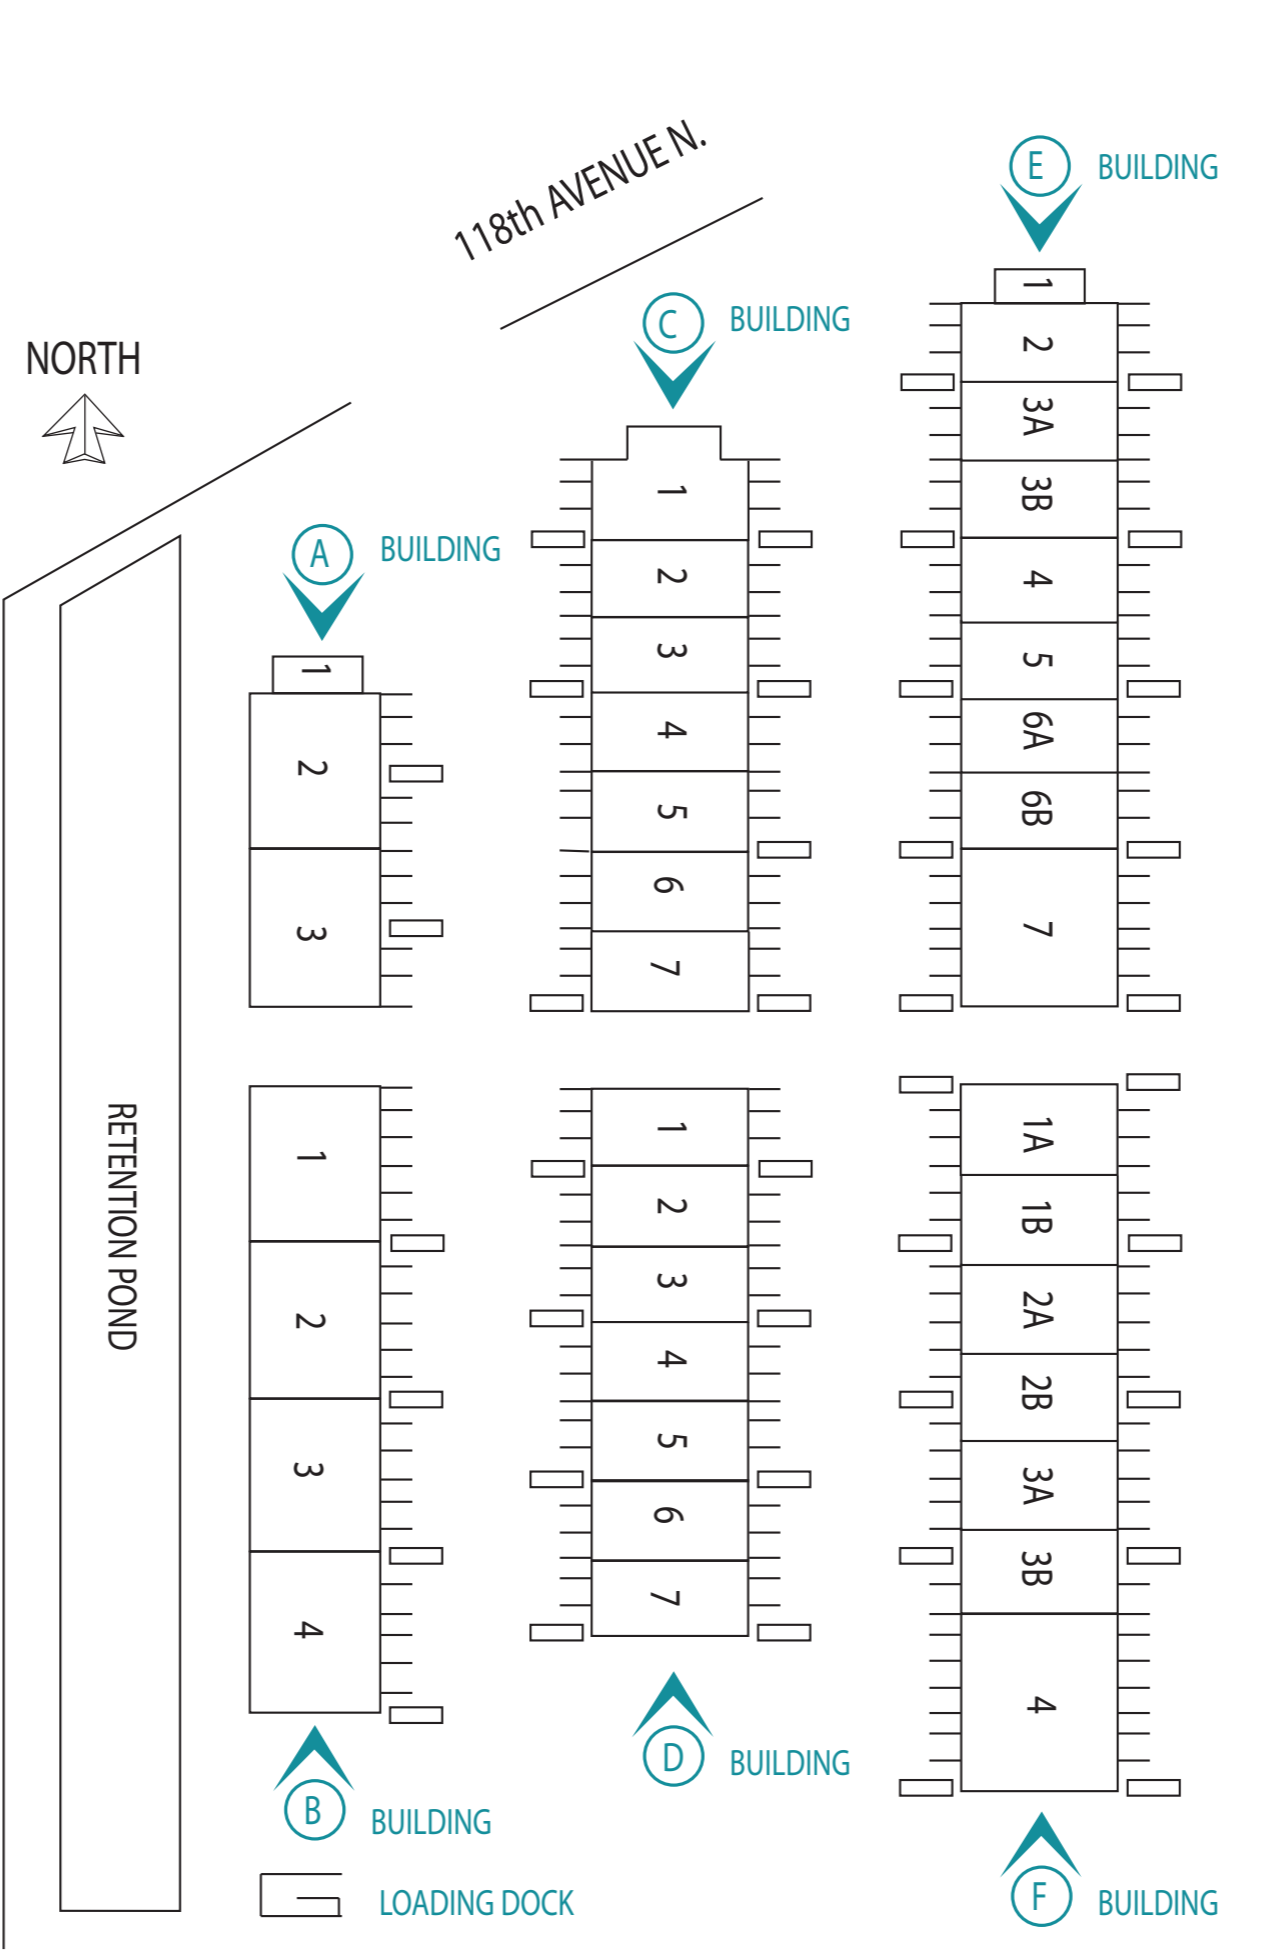 118th AVENUE N.
NORTH
E BUILDING
1
2
3A
3B
4
5
6A
6B
7
C BUILDING
1
2
3
4
5
6
7
A BUILDING
1
2
3
RETENTION POND
1
2
3
4
B BUILDING
1
2
3
4
5
6
7
D BUILDING
1A
1B
2A
2B
3A
3B
4
F BUILDING
LOADING DOCK